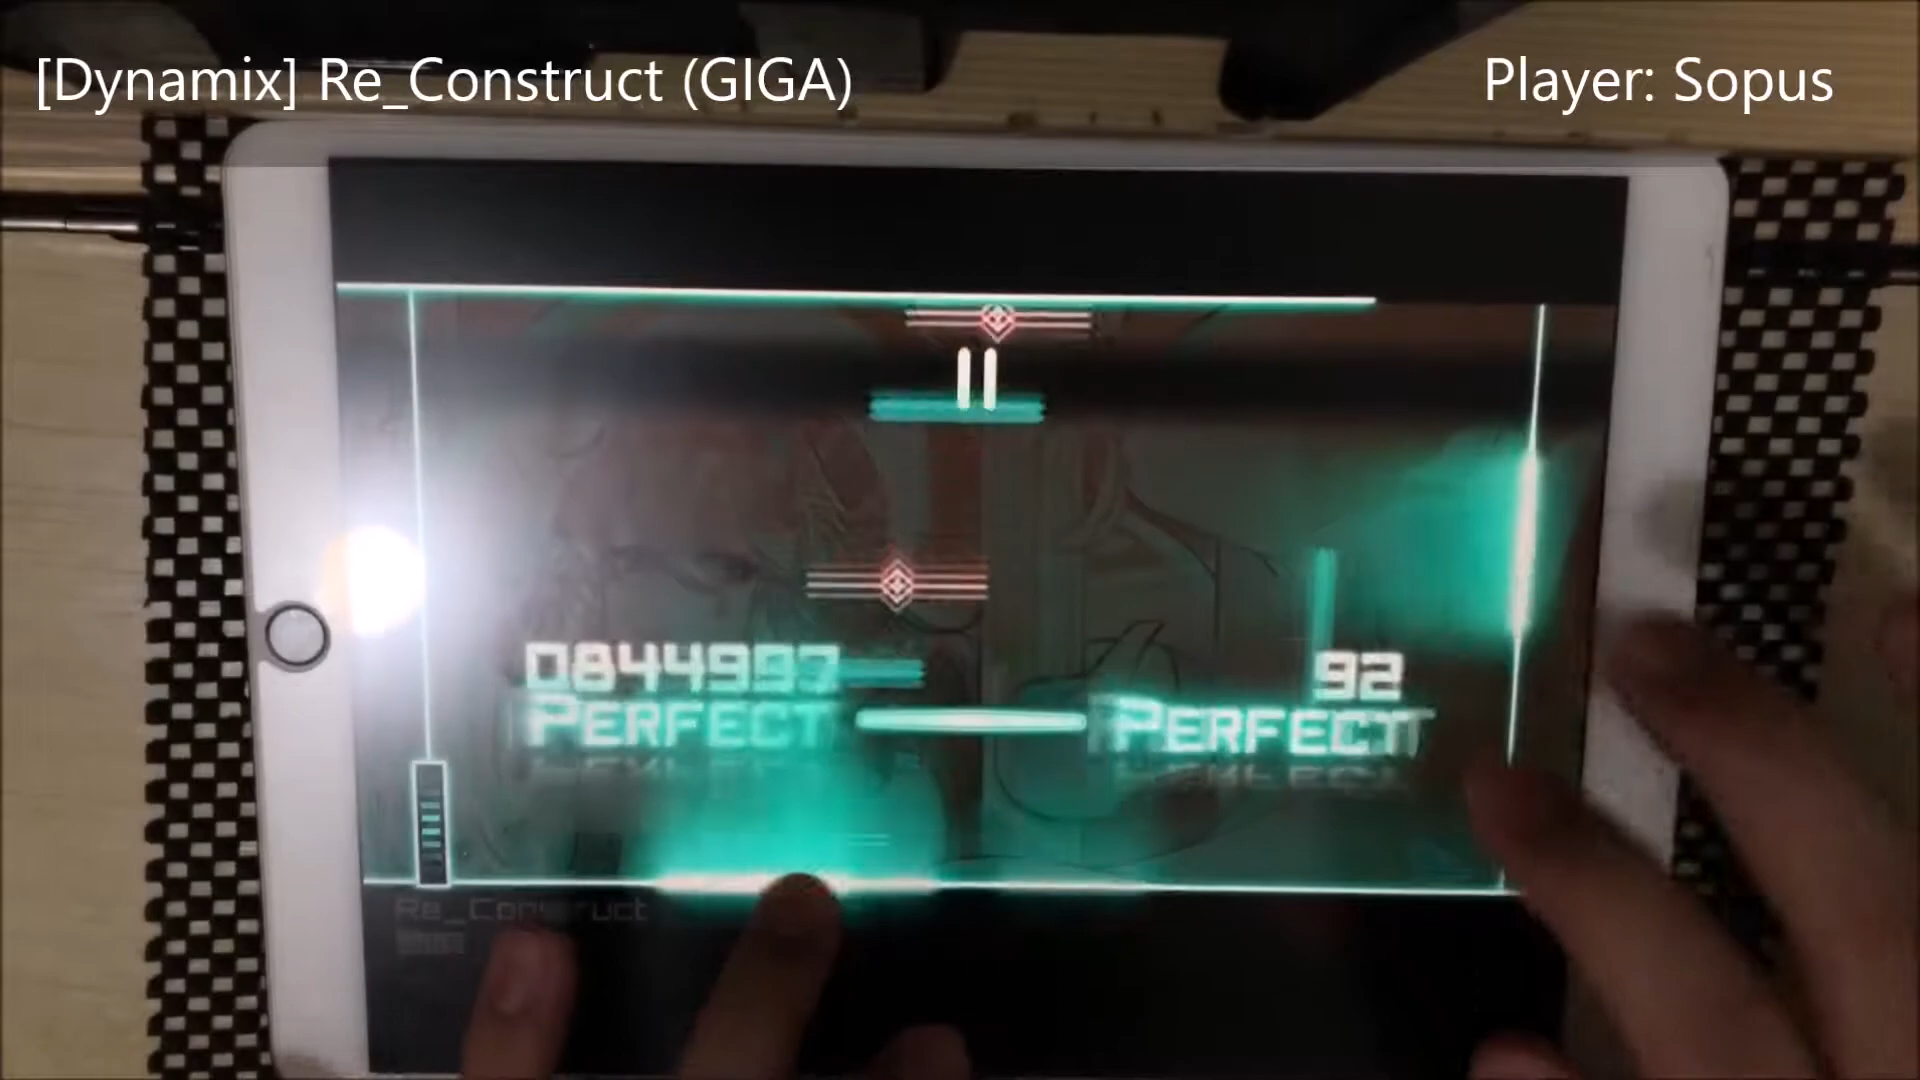 [Dynamix] Re_Construct (GIGA)
Player: Sopus
0844997
92
PERFECT
PERFECT
Re_Construct